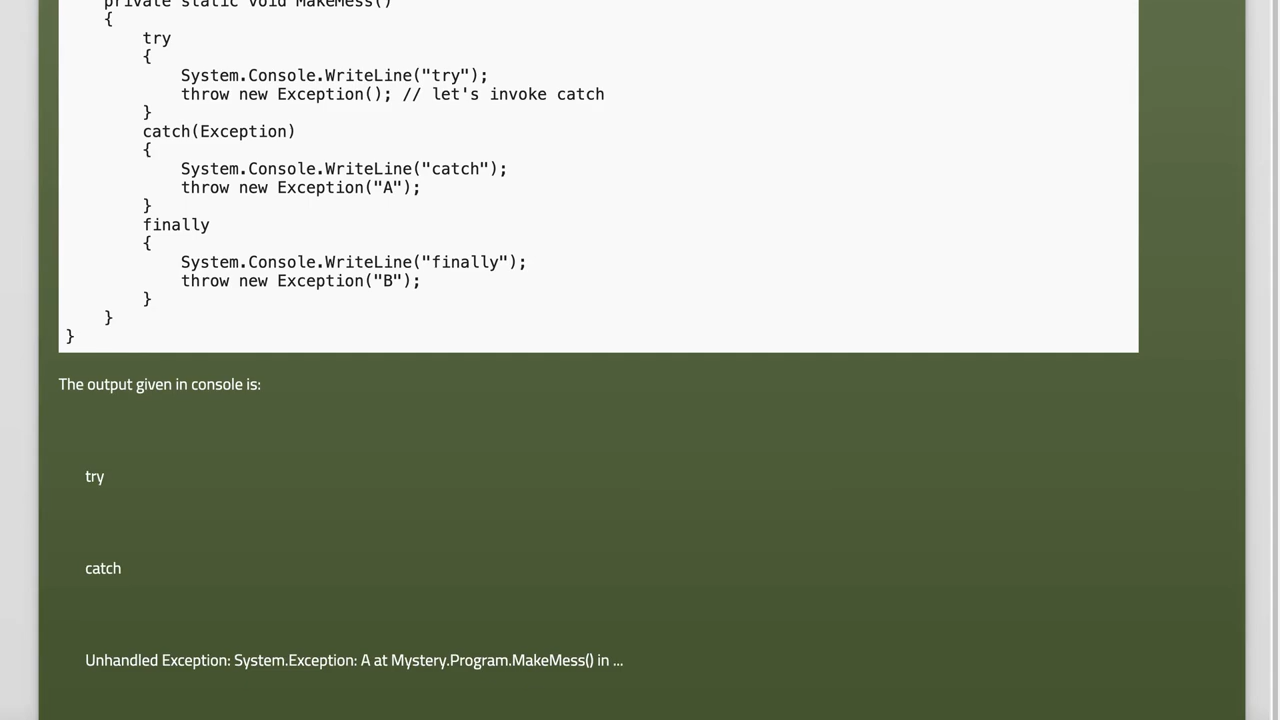 private static void MakeMess()
{
try
{
System.Console.WriteLine("try");
throw new Exception(); // let's invoke catch
}
catch(Exception)
{
System.Console.WriteLine("catch");
throw new Exception("A");
}
finally
{
System.Console.WriteLine("finally");
throw new Exception("B");
}
}
}
The output given in console is:
try
catch
Unhandled Exception: System.Exception: A at Mystery.Program.MakeMess() in ...